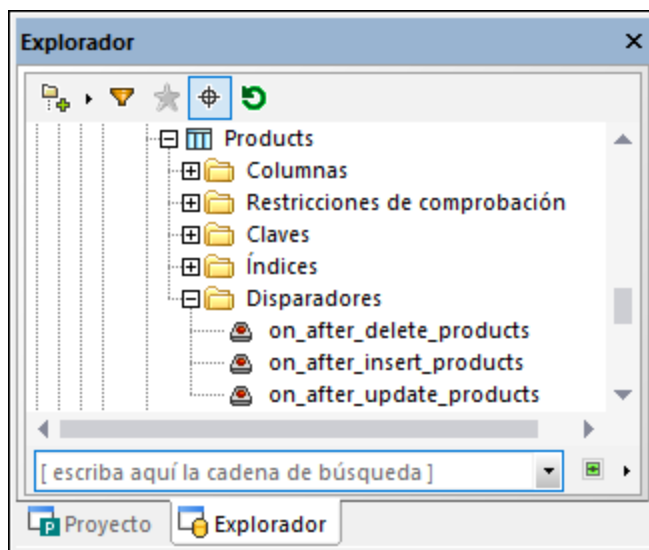 Explorador
Products
Columnas
Restricciones de comprobación
Claves
Índices
Disparadores
on_after_delete_products
on_after_insert_products
on_after_update_products
[ escriba aquí la cadena de búsqueda ]
Proyecto Explorador